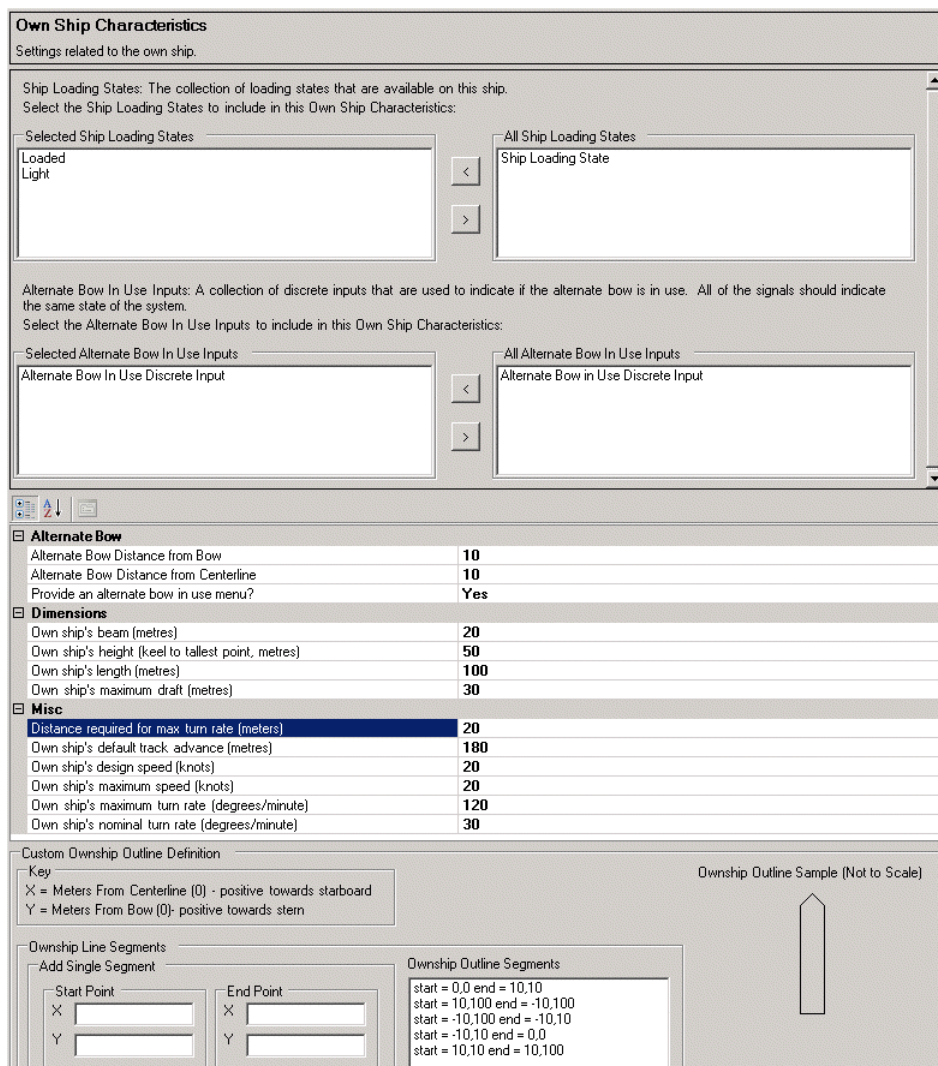 Own Ship Characteristics
Settings related to the own ship.
Ship Loading States: The collection of loading states that are available on this ship.
Select the Ship Loading States to include in this Own Ship Characteristics:
Selected Ship Loading States
All Ship Loading States
Loaded
Light
Ship Loading State
<
>
Alternate Bow In Use Inputs: A collection of discrete inputs that are used to indicate if the alternate bow is in use. All of the signals should indicate
the same state of the system.
Select the Alternate Bow In Use Inputs to include in this Own Ship Characteristics:
Selected Alternate Bow In Use Inputs
All Alternate Bow In Use Inputs
Alternate Bow In Use Discrete Input
Alternate Bow in Use Discrete Input
<
>
Alternate Bow
Alternate Bow Distance from Bow 10
Alternate Bow Distance from Centerline 10
Provide an alternate bow in use menu? Yes
Dimensions
Own ship's beam (metres) 20
Own ship's height (keel to tallest point, metres) 50
Own ship's length (metres) 100
Own ship's maximum draft (metres) 30
Misc
Distance required for max turn rate (meters) 20
Own ship's default track advance (metres) 180
Own ship's design speed (knots) 20
Own ship's maximum speed (knots) 20
Own ship's maximum turn rate (degrees/minute) 120
Own ship's nominal turn rate (degrees/minute) 30
Custom Ownship Outline Definition
Key
X = Meters From Centerline (0) - positive towards starboard
Y = Meters From Bow (0)- positive towards stern
Ownship Outline Sample (Not to Scale)
Ownship Line Segments
Add Single Segment
Start Point
X
Y
End Point
X
Y
Ownship Outline Segments
start = 0,0 end = 10,10
start = 10,100 end = -10,100
start = -10,100 end = -10,10
start = -10,10 end = 0,0
start = 10,10 end = 10,100